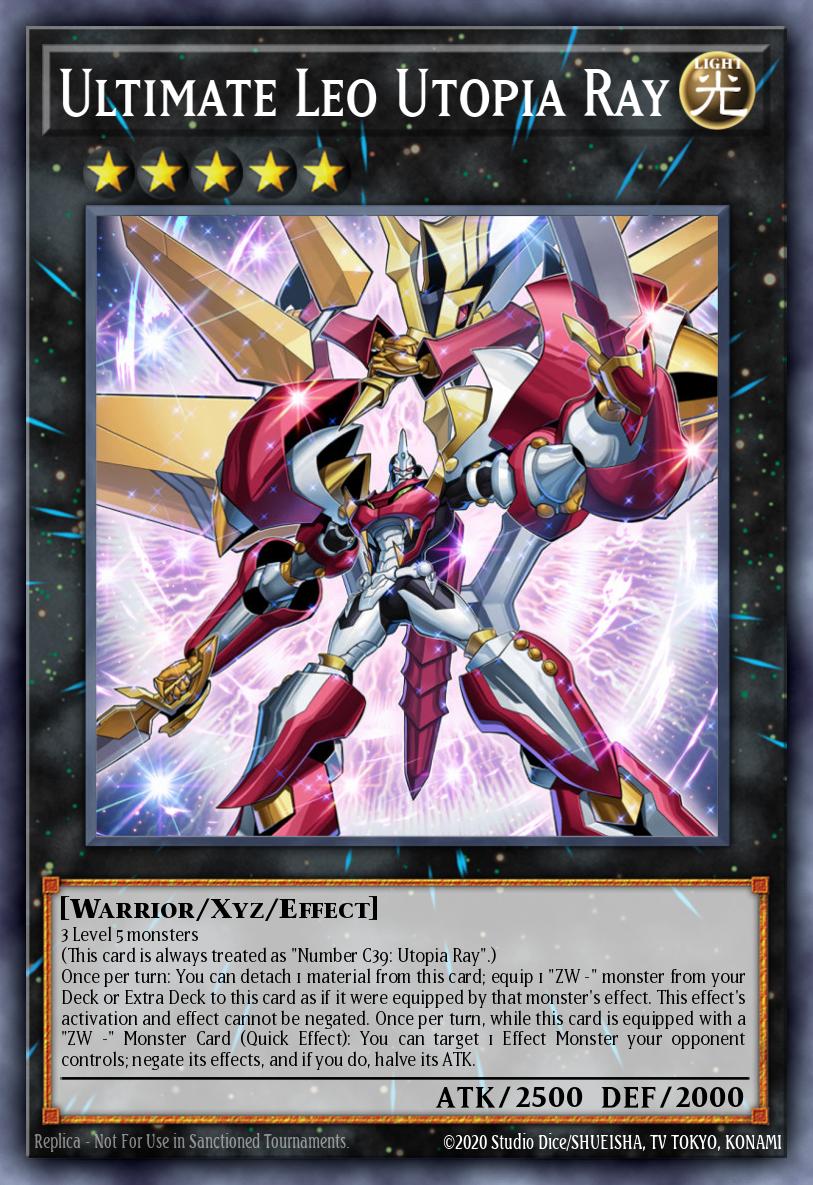 Ultimate Leo Utopia Ray
LIGHT
光
[Warrior/Xyz/Effect]
3 Level 5 monsters
(This card is always treated as "Number C39: Utopia Ray".)
Once per turn: You can detach 1 material from this card; equip 1 "ZW -" monster from your
Deck or Extra Deck to this card as if it were equipped by that monster's effect. This effect's
activation and effect cannot be negated. Once per turn, while this card is equipped with a
"ZW -" Monster Card (Quick Effect): You can target 1 Effect Monster your opponent
controls; negate its effects, and if you do, halve its ATK.
ATK/2500 DEF/2000
Replica - Not For Use in Sanctioned Tournaments.
©2020 Studio Dice/SHUEISHA, TV TOKYO, KONAMI